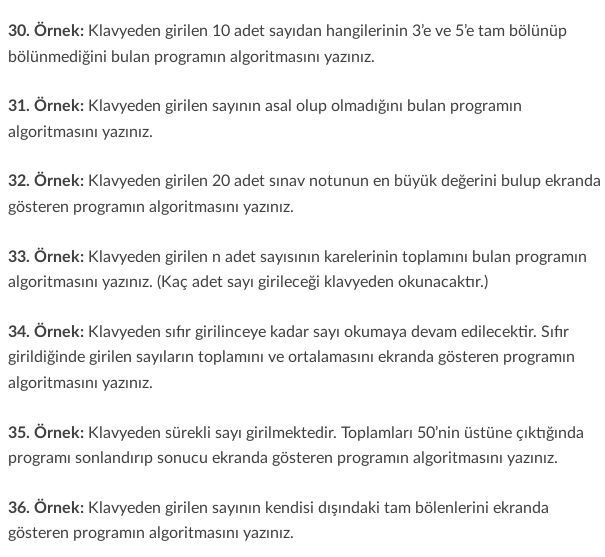 30. Örnek: Klavyeden girilen 10 adet sayıdan hangilerinin 3’e ve 5’e tam bölünüp
bölünmediğini bulan programın algoritmasını yazınız.
31. Örnek: Klavyeden girilen sayının asal olup olmadığını bulan programın
algoritmasını yazınız.
32. Örnek: Klavyeden girilen 20 adet sınav notunun en büyük değerini bulup ekranda
gösteren programın algoritmasını yazınız.
33. Örnek: Klavyeden girilen n adet sayısının karelerinin toplamını bulan programın
algoritmasını yazınız. (Kaç adet sayı girileceği klavyeden okunacaktır.)
34. Örnek: Klavyeden sıfır girilinceye kadar sayı okumaya devam edilecektir. Sıfır
girildiğinde girilen sayıların toplamını ve ortalamasını ekranda gösteren programın
algoritmasını yazınız.
35. Örnek: Klavyeden sürekli sayı girilmektedir. Toplamları 50’nin üstüne çıktığında
programı sonlandırıp sonucu ekranda gösteren programın algoritmasını yazınız.
36. Örnek: Klavyeden girilen sayının kendisi dışındaki tam bölenlerini ekranda
gösteren programın algoritmasını yazınız.